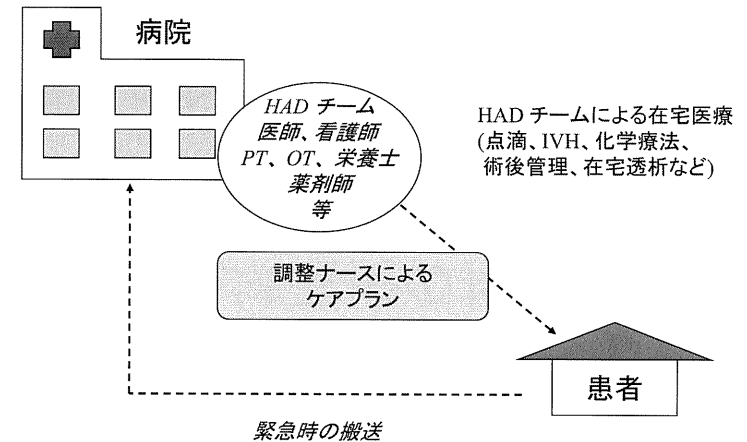 病院
HAD チーム
医師、看護師
PT、OT、栄養士
薬剤師
等
HAD チームによる在宅医療
(点滴、IVH、化学療法、
術後管理、在宅透析など)
調整ナースによる
ケアプラン
患者
緊急時の搬送